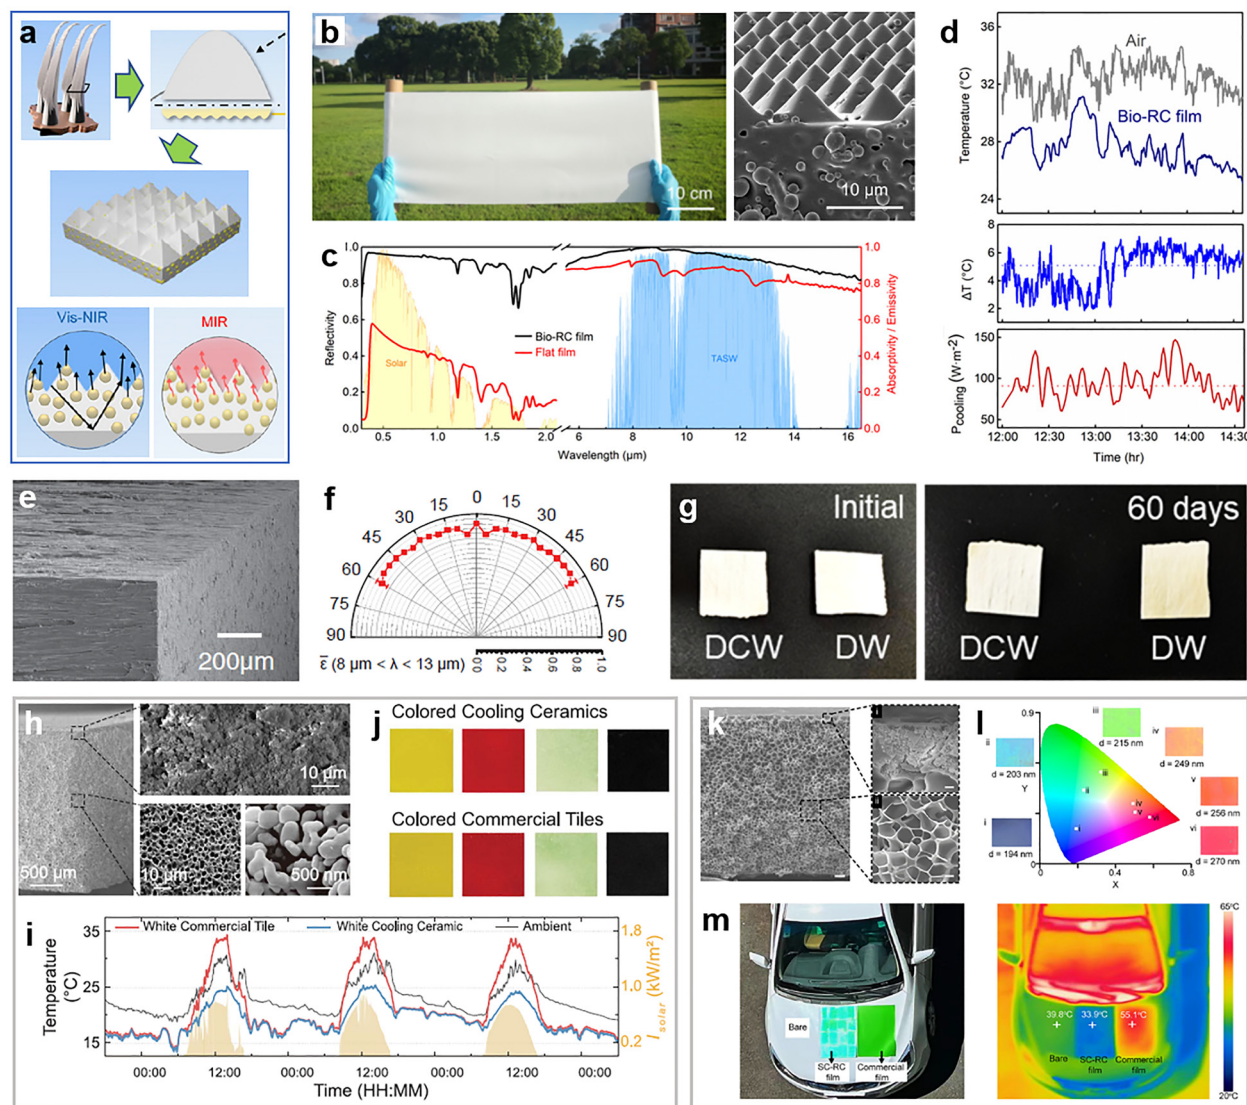 a
Vis-NIR
MIR
b
10 cm
10 µm
c
Reflectivity
1.0
0.8
0.6
0.4
0.2
0.0
Bio-RC film
Flat film
Solar
TASW
1.0
0.8
0.6
0.4
0.2
0.0
Absorptivity / Emissivity
0.5
1.0
1.5
2.0
6
8
10
12
14
16
Wavelength (µm)
d
Temperature (°C)
36
32
28
24
Air
Bio-RC film
ΔT (°C)
8
6
4
2
Pcooling (W·m-2)
150
100
50
12:00
12:30
13:00
13:30
14:00
14:30
Time (hr)
e
200µm
f
90
75
60
45
30
15
0
15
30
45
60
75
90
ε̅ (8 µm < λ < 13 µm)
0.0
0.2
0.4
0.6
0.8
1.0
g
Initial
DCW
DW
60 days
DCW
DW
h
500 µm
10 µm
10 µm
500 nm
j
Colored Cooling Ceramics
Colored Commercial Tiles
i
White Commercial Tile
White Cooling Ceramic
Ambient
Temperature
(°C)
35
25
15
1.8
1.0
0.2
I solar (kW/m²)
00:00
12:00
00:00
12:00
00:00
12:00
00:00
Time (HH:MM)
k
l
0.9
Y
0
0
0.4
0.8
X
i
ii
iii
iv
v
vi
i
d = 194 nm
ii
d = 203 nm
iii
d = 215 nm
iv
d = 249 nm
v
d = 256 nm
vi
d = 270 nm
m
Bare
SC-RC
film
Commercial
film
39.8°C
33.9°C
55.1°C
Bare
SC-RC
film
Commercial
film
65°C
20°C